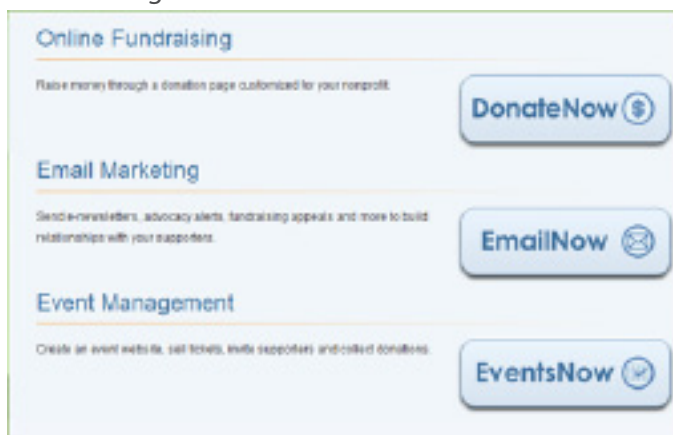 Online Fundraising
Raise money through a donation page customized for your nonprofit.
DonateNow
Email Marketing
Send e-newsletters, advocacy alerts, fundraising appeals and more to build
relationships with your supporters.
EmailNow
Event Management
Create an event website, sell tickets, invite supporters and collect donations.
EventsNow